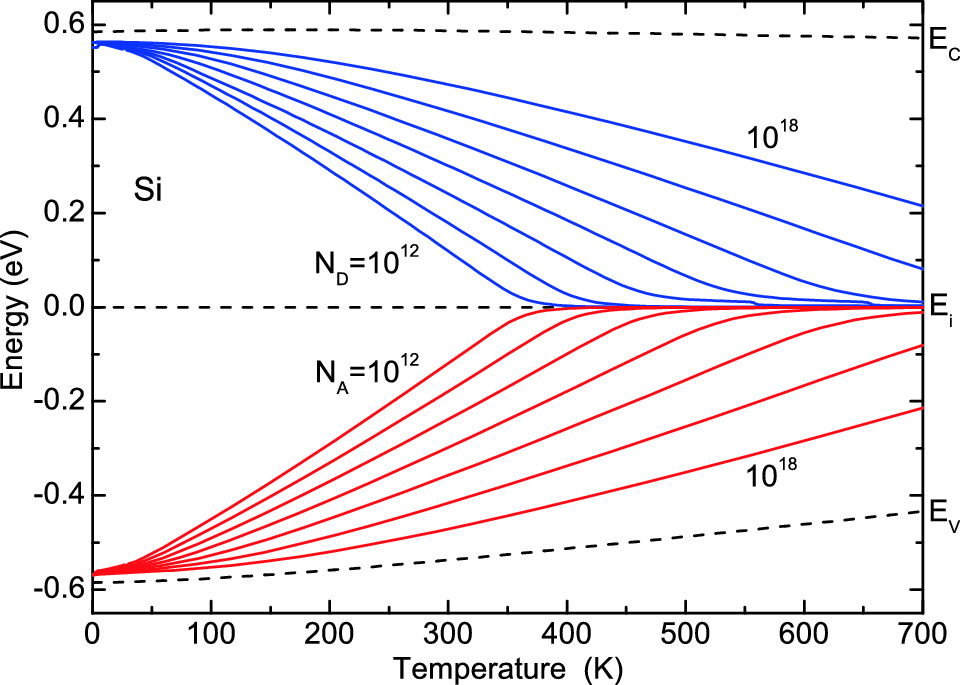 0.6
0.4
0.2
0.0
-0.2
-0.4
-0.6
Energy (eV)
0
100
200
300
400
500
600
700
Temperature (K)
Si
N_D=10^12
10^18
N_A=10^12
10^18
E_C
E_i
E_V